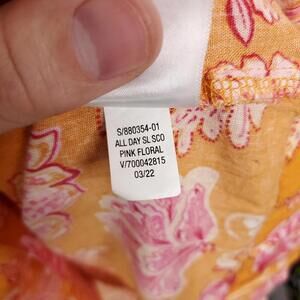 S/880354-01
ALL DAY SL SCO
PINK FLORAL
V/700042815
03/22